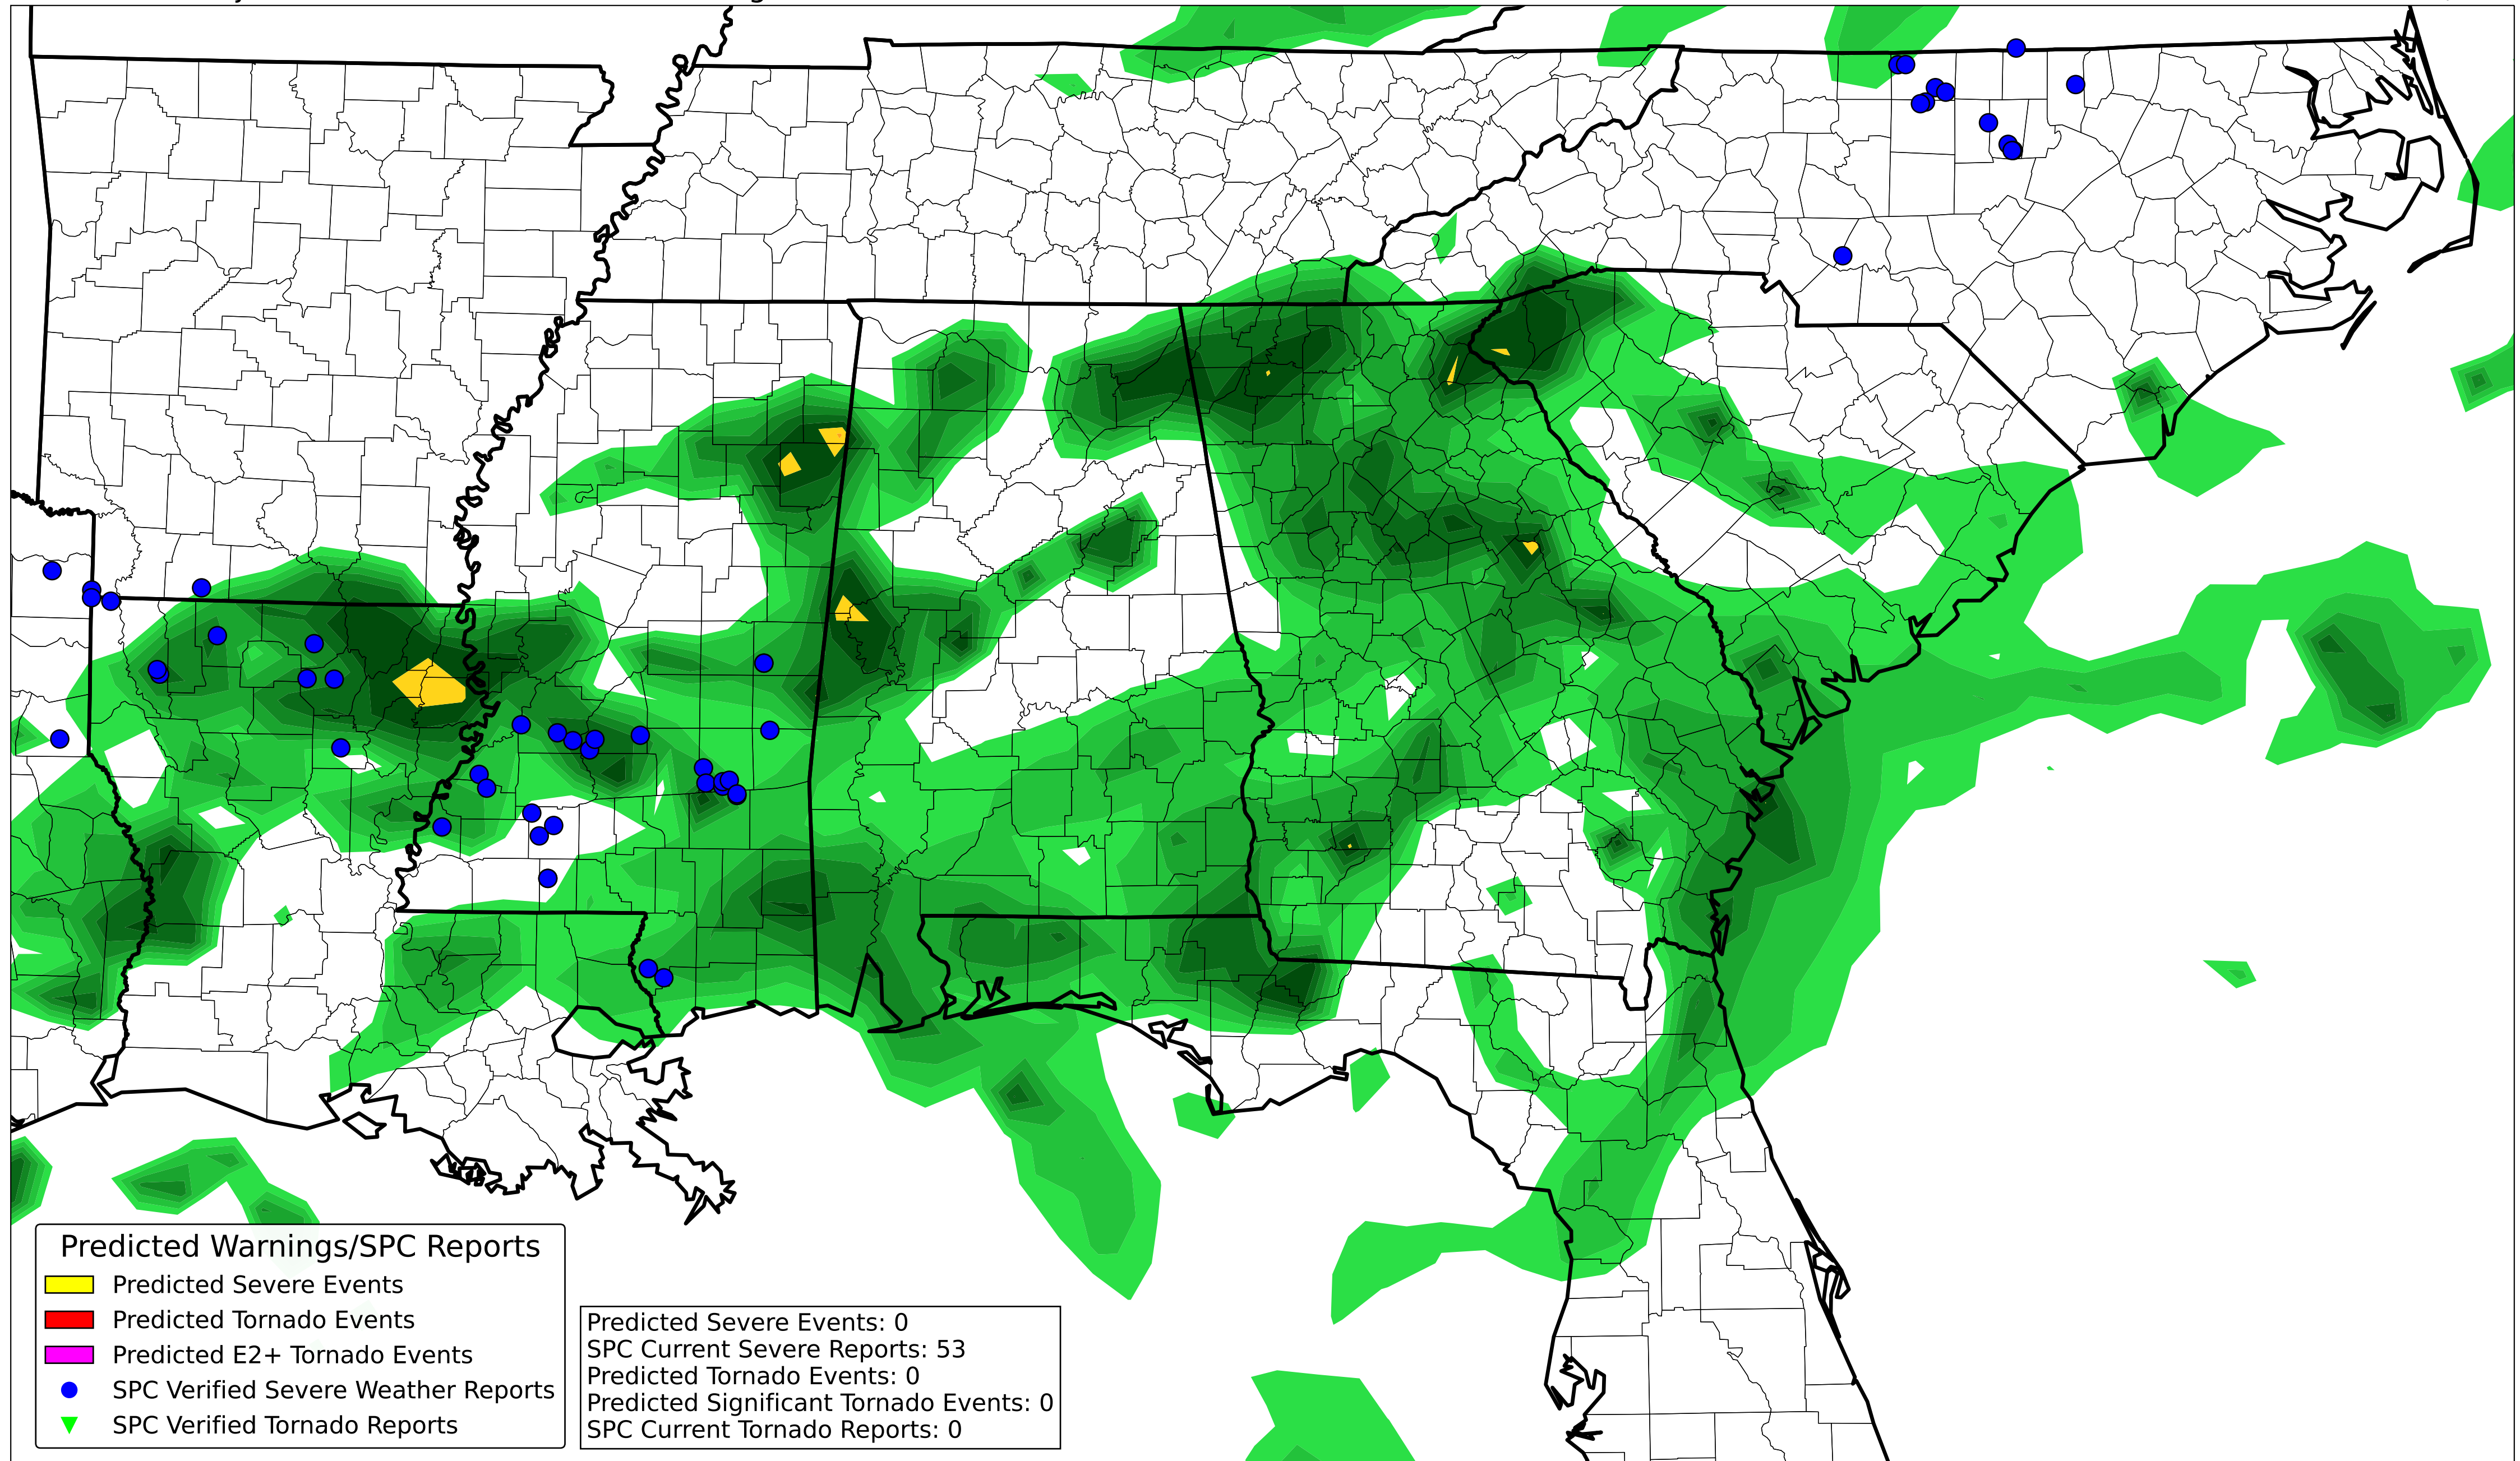 Predicted Warnings/SPC Reports
Predicted Severe Events
Predicted Tornado Events
Predicted E2+ Tornado Events
SPC Verified Severe Weather Reports
SPC Verified Tornado Reports
Predicted Severe Events: 0
SPC Current Severe Reports: 53
Predicted Tornado Events: 0
Predicted Significant Tornado Events: 0
SPC Current Tornado Reports: 0